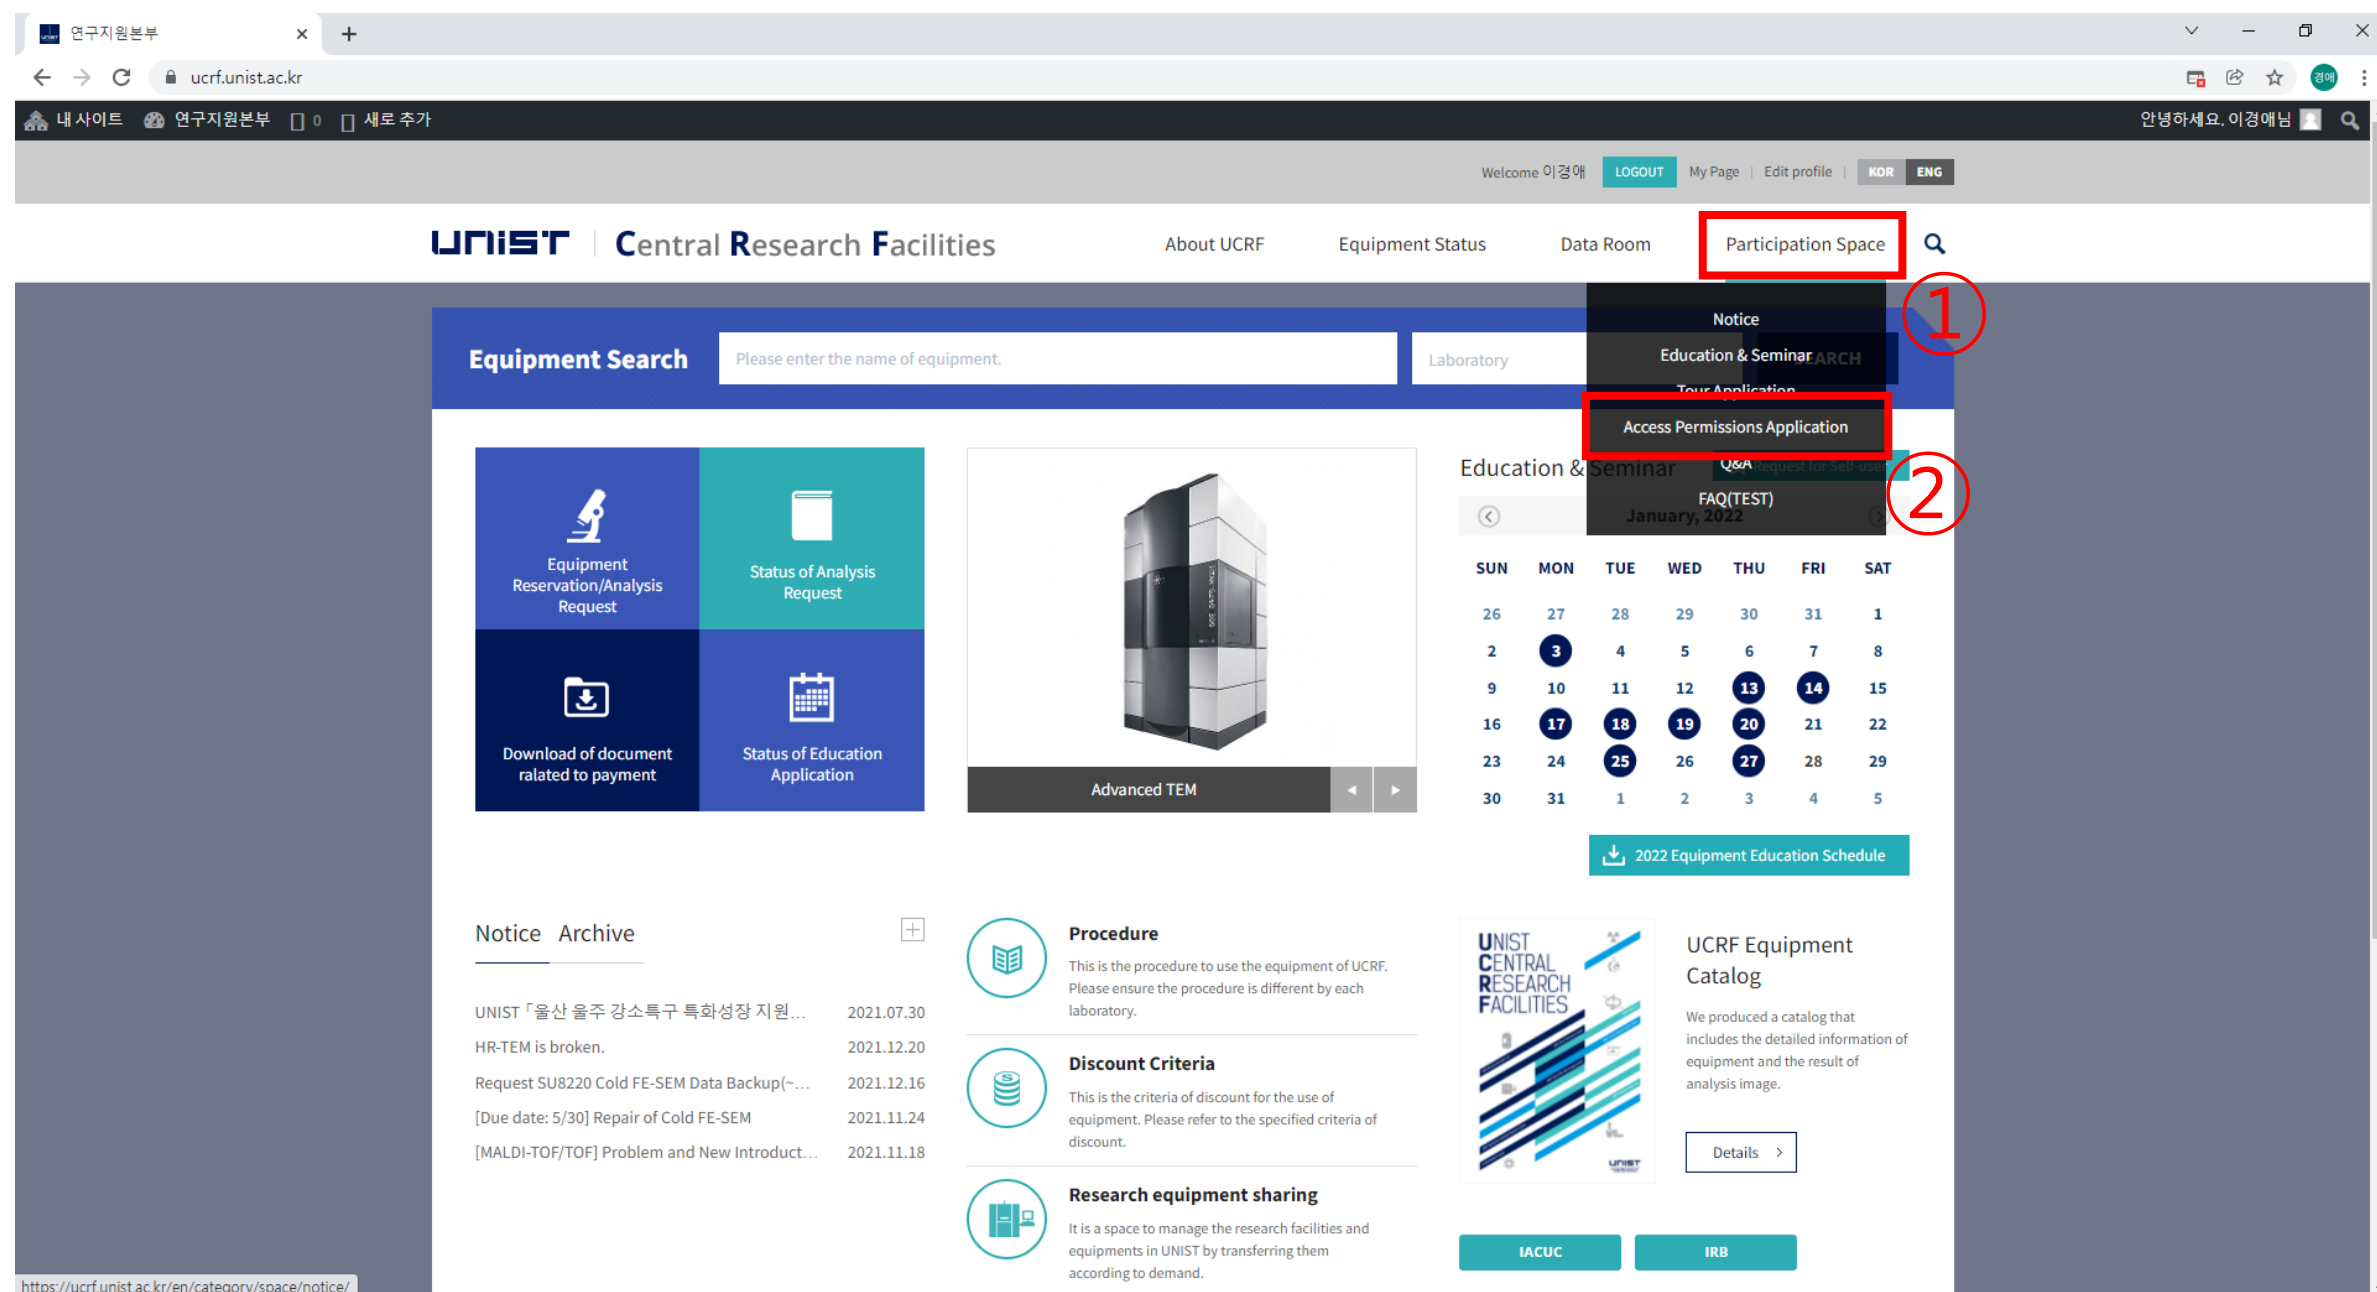 연구지원본부
ucrf.unist.ac.kr
경애
내 사이트 연구지원본부 0 새로 추가
안녕하세요, 이경애님
Welcome 이경애 LOGOUT My Page | Edit profile | KOR ENG
UNIST Central Research Facilities
About UCRF Equipment Status Data Room Participation Space
①
Notice
Education & Seminar
Tour Application
Access Permissions Application
②
Q&A
FAQ(TEST)
Equipment Search Please enter the name of equipment. Laboratory SEARCH
Equipment
Reservation/Analysis
Request
Status of Analysis
Request
Download of document
ralated to payment
Status of Education
Application
Advanced TEM
Education & Seminar Request for Self-user
January, 2022
SUN MON TUE WED THU FRI SAT
26 27 28 29 30 31 1
2 3 4 5 6 7 8
9 10 11 12 13 14 15
16 17 18 19 20 21 22
23 24 25 26 27 28 29
30 31 1 2 3 4 5
2022 Equipment Education Schedule
Notice Archive
UNIST「울산 울주 강소특구 특화성장 지원... 2021.07.30
HR-TEM is broken. 2021.12.20
Request SU8220 Cold FE-SEM Data Backup(~... 2021.12.16
[Due date: 5/30] Repair of Cold FE-SEM 2021.11.24
[MALDI-TOF/TOF] Problem and New Introduct... 2021.11.18
Procedure
This is the procedure to use the equipment of UCRF.
Please ensure the procedure is different by each
laboratory.
Discount Criteria
This is the criteria of discount for the use of
equipment. Please refer to the specified criteria of
discount.
Research equipment sharing
It is a space to manage the research facilities and
equipments in UNIST by transferring them
according to demand.
UNIST
CENTRAL
RESEARCH
FACILITIES
UNIST
UCRF Equipment
Catalog
We produced a catalog that
includes the detailed information of
equipment and the result of
analysis image.
Details >
IACUC IRB
https://ucrf.unist.ac.kr/en/category/space/notice/